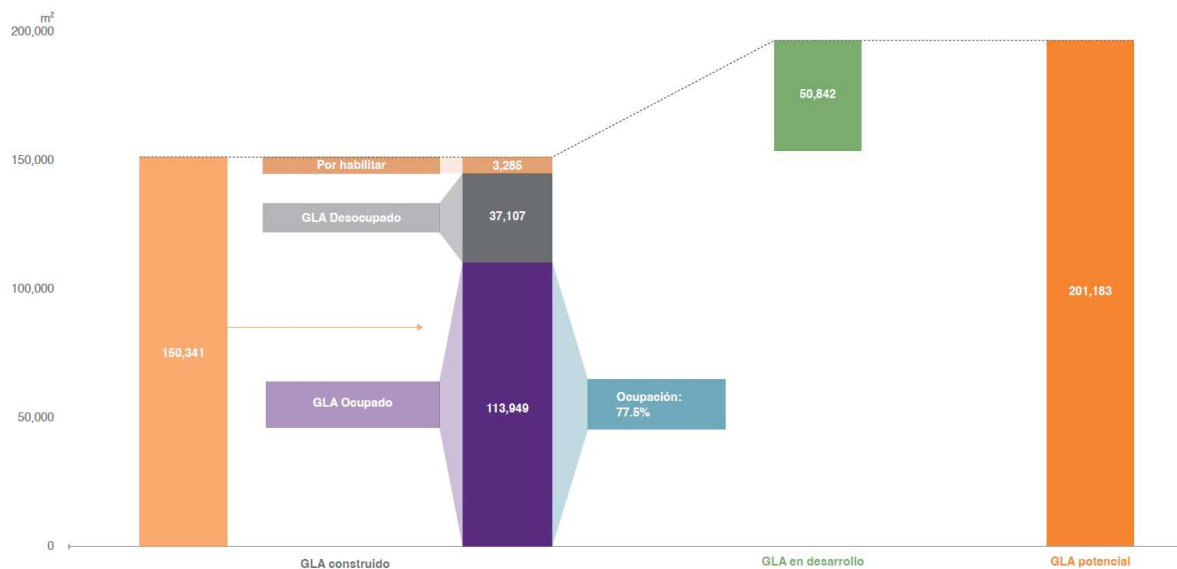 m²
200,000
150,000
100,000
50,000
0
150,341
Por habilitar
3,285
GLA Desocupado
37,107
GLA Ocupado
113,949
Ocupación:
77.5%
50,842
201,183
GLA construido
GLA en desarrollo
GLA potencial